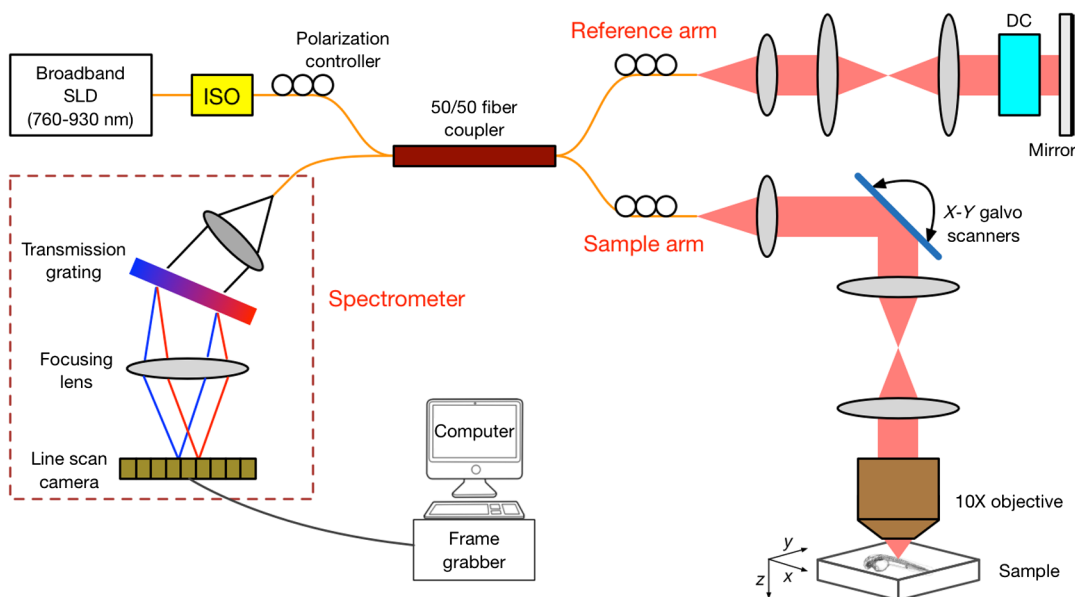 Broadband
SLD
(760-930 nm)
ISO
Polarization
controller
50/50 fiber
coupler
Reference arm
DC
Mirror
Sample arm
X-Y galvo
scanners
Transmission
grating
Spectrometer
Focusing
lens
Line scan
camera
Computer
Frame
grabber
10X objective
y
x
z
Sample